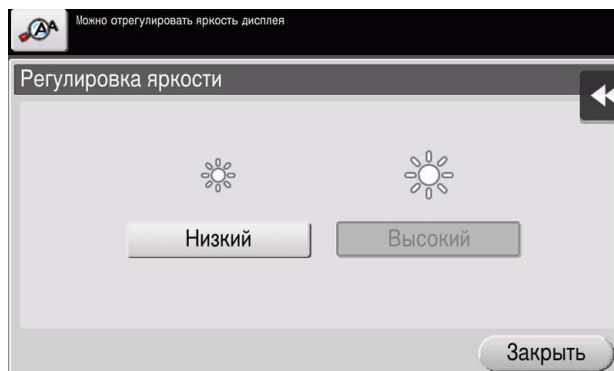 Можно отрегулировать яркость дисплея
Регулировка яркости
Низкий
Высокий
Закрыть